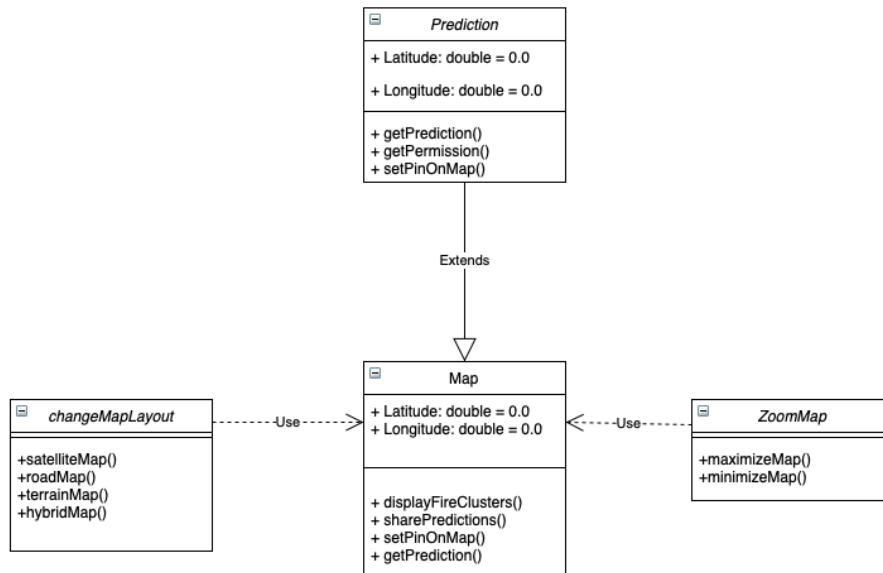 Prediction
+ Latitude: double = 0.0
+ Longitude: double = 0.0
+ getPrediction()
+ getPermission()
+ setPinOnMap()
Extends
Map
+ Latitude: double = 0.0
+ Longitude: double = 0.0
+ displayFireClusters()
+ sharePredictions()
+ setPinOnMap()
+ getPrediction()
changeMapLayout
+satelliteMap()
+roadMap()
+terrainMap()
+hybridMap()
Use
Use
ZoomMap
+maximizeMap()
+minimizeMap()